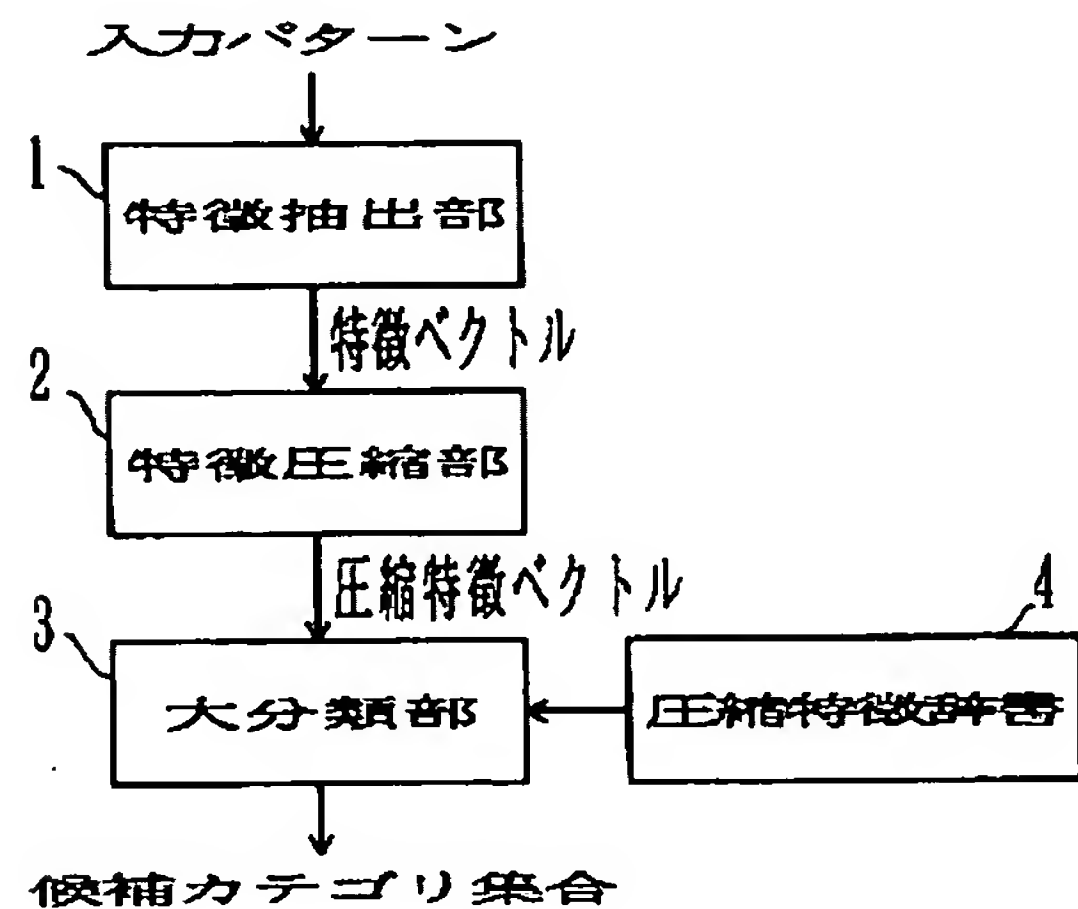 入力パターン
1
特徴抽出部
特徴ベクトル
2
特徴圧縮部
圧縮特徴ベクトル
3
大分類部
4
圧縮特徴辞書
候補カテゴリ集合